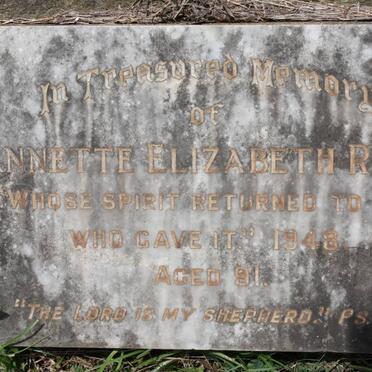 In Treasured Memory
of
NNETTE ELIZABETH R
"WHOSE SPIRIT RETURNED TO
WHO GAVE IT." 1948.
AGED 81.
"THE LORD IS MY SHEPHERD." PS.